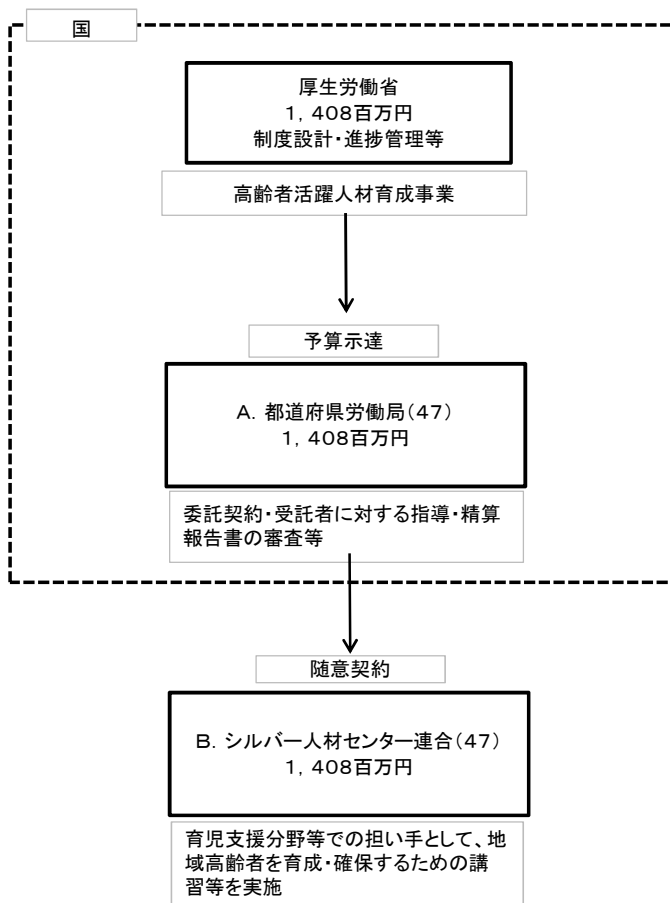 国
厚生労働省
1,408百万円
制度設計・進捗管理等
高齢者活躍人材育成事業
予算示達
A. 都道府県労働局(47)
1,408百万円
委託契約・受託者に対する指導・精算
報告書の審査等
随意契約
B. シルバー人材センター連合(47)
1,408百万円
育児支援分野等での担い手として、地
域高齢者を育成・確保するための講
習等を実施